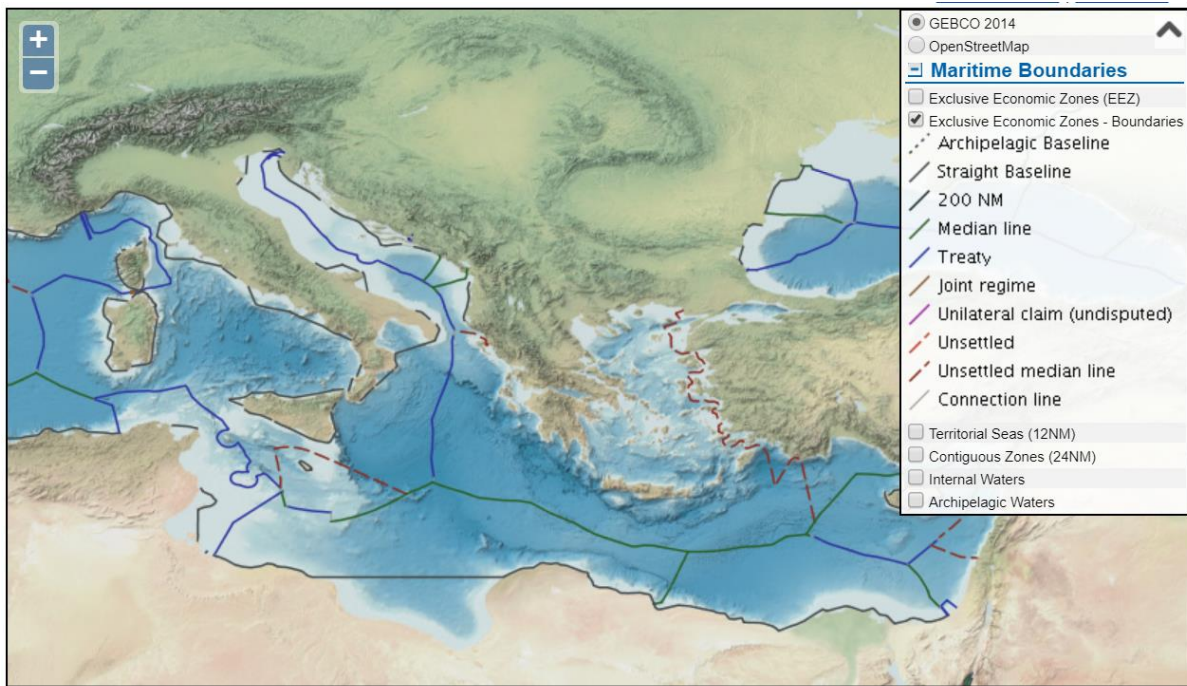 +
−
GEBCO 2014
OpenStreetMap
Maritime Boundaries
Exclusive Economic Zones (EEZ)
Exclusive Economic Zones - Boundaries
Archipelagic Baseline
Straight Baseline
200 NM
Median line
Treaty
Joint regime
Unilateral claim (undisputed)
Unsettled
Unsettled median line
Connection line
Territorial Seas (12NM)
Contiguous Zones (24NM)
Internal Waters
Archipelagic Waters